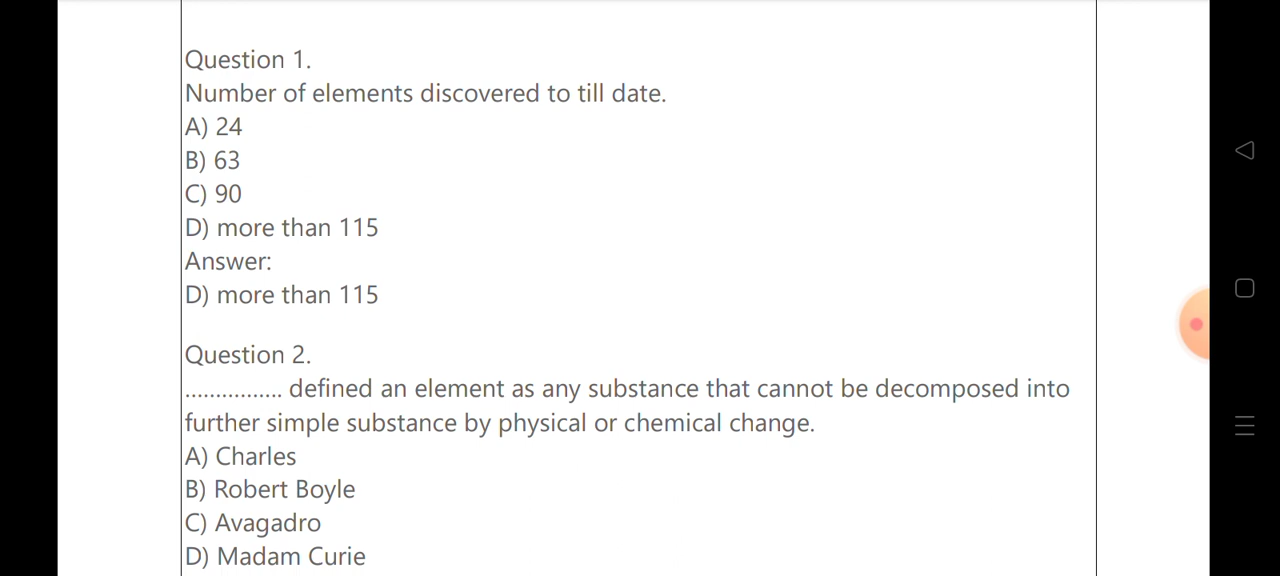 Question 1.
Number of elements discovered to till date.
A) 24
B) 63
C) 90
D) more than 115
Answer:
D) more than 115
Question 2.
................ defined an element as any substance that cannot be decomposed into
further simple substance by physical or chemical change.
A) Charles
B) Robert Boyle
C) Avagadro
D) Madam Curie